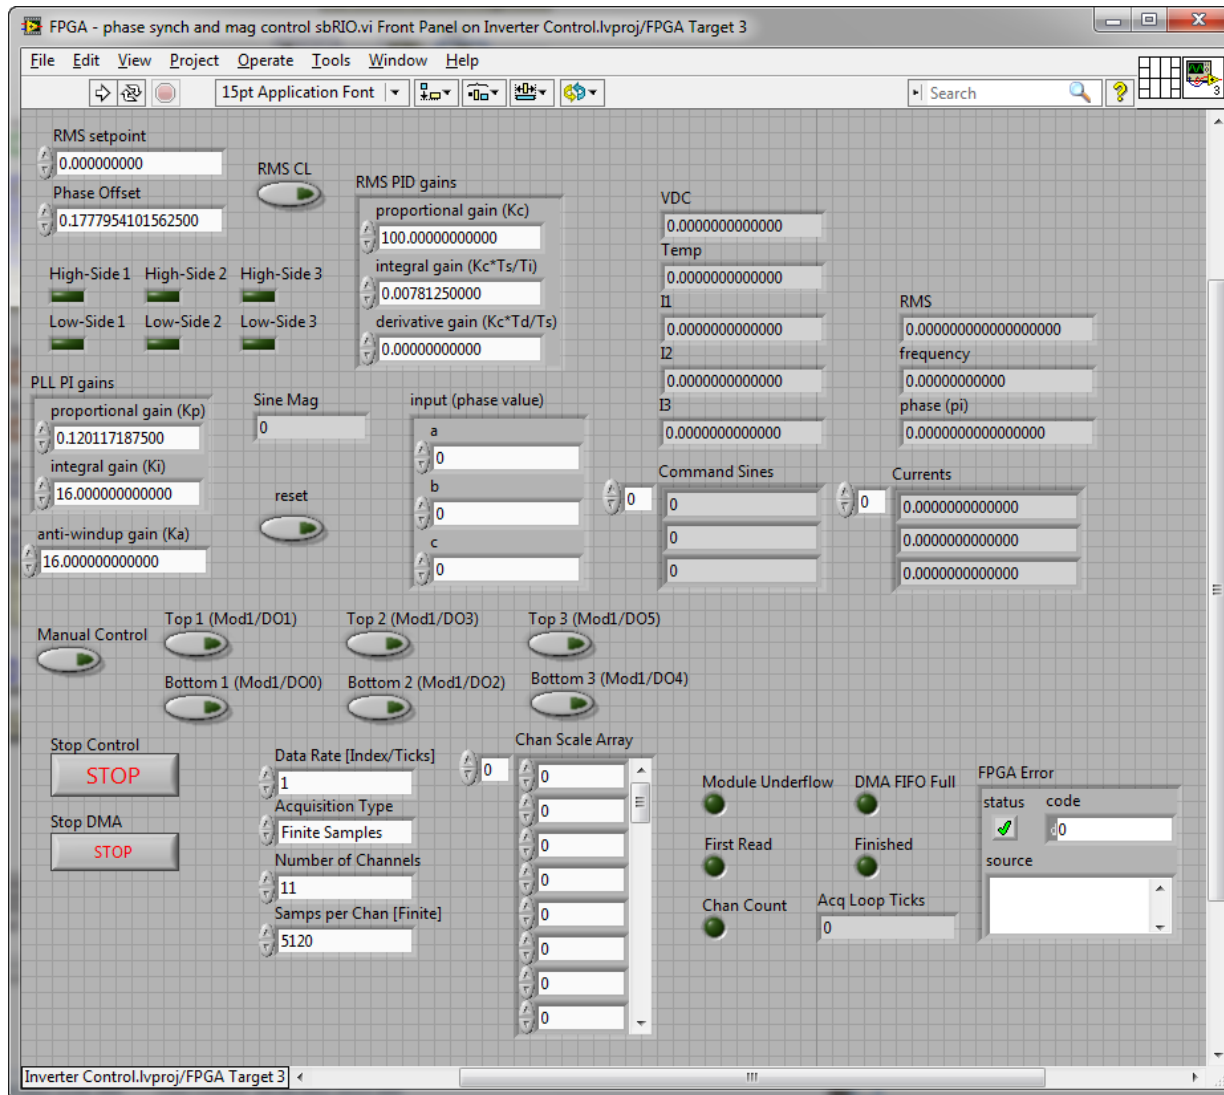 FPGA - phase synch and mag control sbRIO.vi Front Panel on Inverter Control.lvproj/FPGA Target 3
File Edit View Project Operate Tools Window Help
15pt Application Font
Search
3
RMS setpoint
0.000000000
Phase Offset
0.1777954101562500
RMS CL
High-Side 1 High-Side 2 High-Side 3
Low-Side 1 Low-Side 2 Low-Side 3
RMS PID gains
proportional gain (Kc)
100.00000000000
integral gain (Kc*Ts/Ti)
0.00781250000
derivative gain (Kc*Td/Ts)
0.00000000000
VDC
0.0000000000000
Temp
0.0000000000000
I1
0.0000000000000
I2
0.0000000000000
I3
0.0000000000000
RMS
0.000000000000000000
frequency
0.00000000000
phase (pi)
0.0000000000000000
PLL PI gains
proportional gain (Kp)
0.120117187500
integral gain (Ki)
16.000000000000
anti-windup gain (Ka)
16.000000000000
Sine Mag
0
reset
input (phase value)
a
0
b
0
c
0
Command Sines
0
0
0
0
Currents
0
0.0000000000000
0.0000000000000
0.0000000000000
Manual Control
Top 1 (Mod1/DO1) Top 2 (Mod1/DO3) Top 3 (Mod1/DO5)
Bottom 1 (Mod1/DO0) Bottom 2 (Mod1/DO2) Bottom 3 (Mod1/DO4)
Stop Control
STOP
Stop DMA
STOP
Data Rate [Index/Ticks]
1
Acquisition Type
Finite Samples
Number of Channels
11
Samps per Chan [Finite]
5120
Chan Scale Array
0
0
0
0
0
0
0
0
0
Module Underflow DMA FIFO Full
First Read Finished
Chan Count Acq Loop Ticks
0
FPGA Error
status code
d0
source
Inverter Control.lvproj/FPGA Target 3